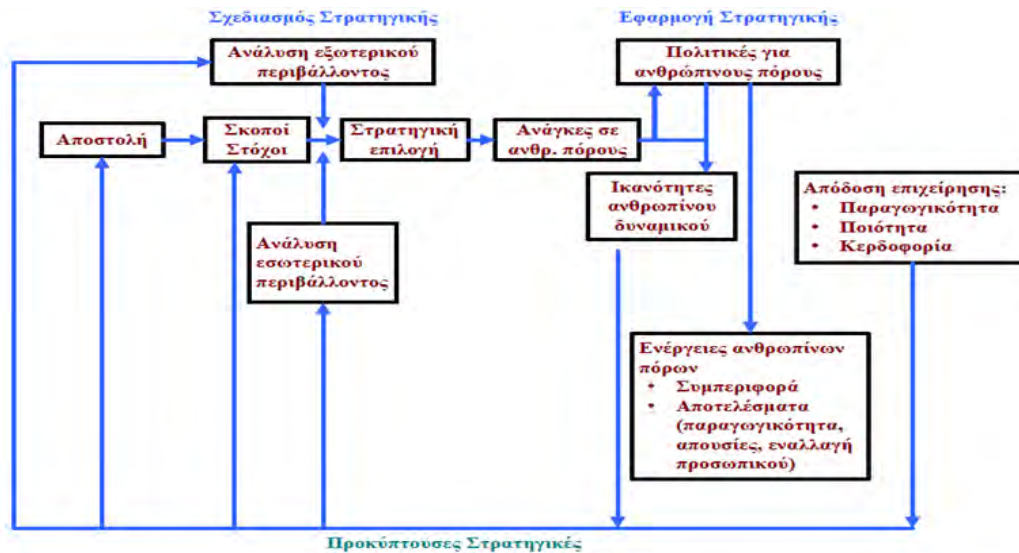 Σχεδιασμός Στρατηγικής
Εφαρμογή Στρατηγικής
Ανάλυση εξωτερικού
περιβάλλοντος
Πολιτικές για
ανθρώπινους πόρους
Αποστολή
Σκοποί
Στόχοι
Στρατηγική
επιλογή
Ανάγκες σε
ανθρ. πόρους
Ικανότητες
ανθρωπίνου
δυναμικού
Απόδοση επιχείρησης:
• Παραγωγικότητα
• Ποιότητα
• Κερδοφορία
Ανάλυση
εσωτερικού
περιβάλλοντος
Ενέργειες ανθρωπίνων
πόρων
• Συμπεριφορά
• Αποτελέσματα
(παραγωγικότητα,
απουσίες, εναλλαγή
προσωπικού)
Προκύπτουσες Στρατηγικές